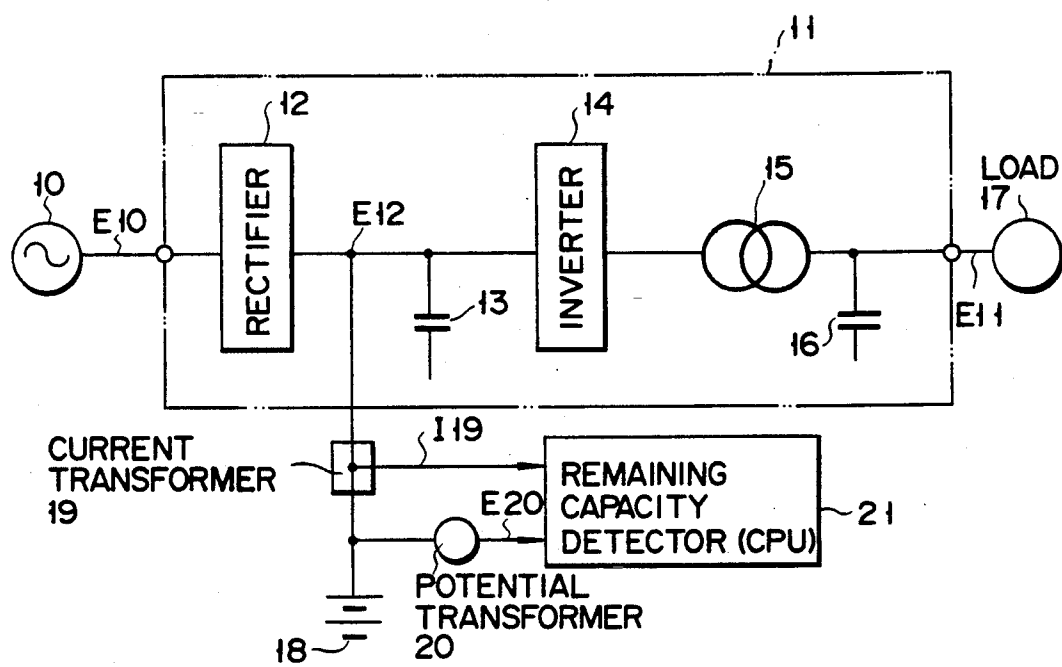 11
12
14
15
LOAD
17
10
E10
E12
RECTIFIER
INVERTER
13
16
E11
CURRENT
TRANSFORMER
19
I19
E20
REMAINING
CAPACITY
DETECTOR (CPU)
21
POTENTIAL
TRANSFORMER
20
18